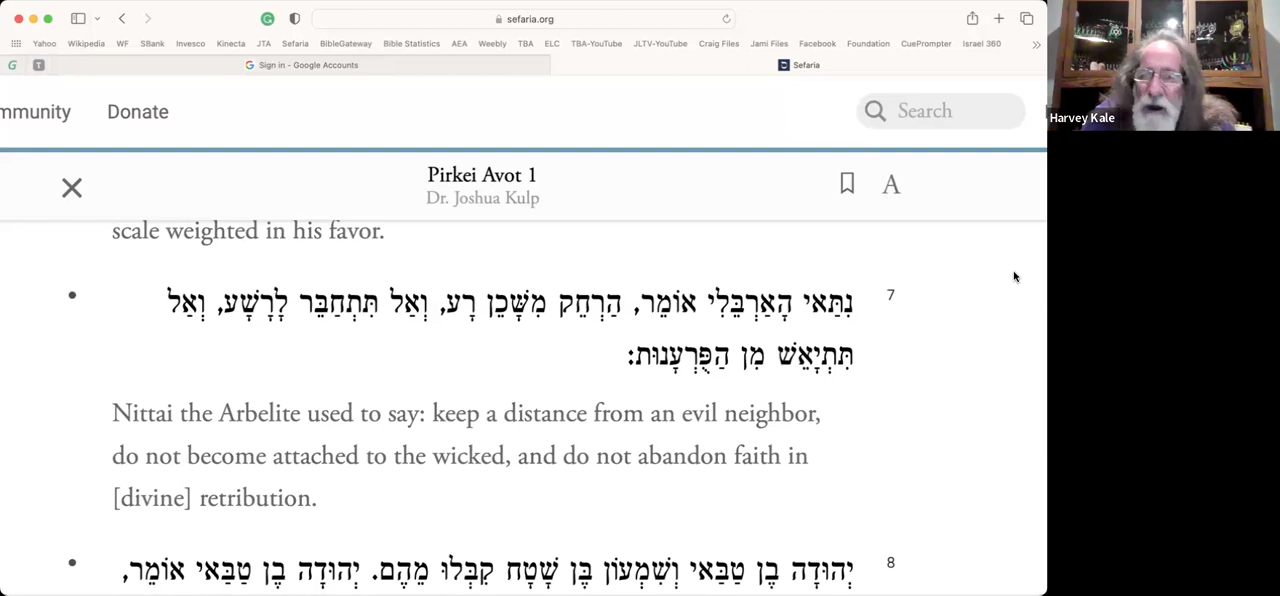 sefaria.org
Yahoo Wikipedia WF SBank Invesco Kinecta JTA Sefaria BibleGateway Bible Statistics AEA Weebly TBA ELC TBA-YouTube JLTV-YouTube Craig Files Jami Files Facebook Foundation CuePrompter Israel 360 »
G T G Sign in - Google Accounts Sefaria
mmunity Donate Search
Harvey Kale
Pirkei Avot 1
Dr. Joshua Kulp
A
scale weighted in his favor.
7
נִתַּאי הָאַרְבֵּלִי אוֹמֵר, הַרְחֵק מִשָּׁכֵן רָע, וְאַל תִּתְחַבֵּר לָרָשָׁע, וְאַל
תִּתְיָאֵשׁ מִן הַפֻּרְעָנוּת:
Nittai the Arbelite used to say: keep a distance from an evil neighbor,
do not become attached to the wicked, and do not abandon faith in
[divine] retribution.
8
יְהוּדָה בֶן טַבַּאי וְשִׁמְעוֹן בֶּן שָׁטָח קִבְּלוּ מֵהֶם. יְהוּדָה בֶן טַבַּאי אוֹמֵר,